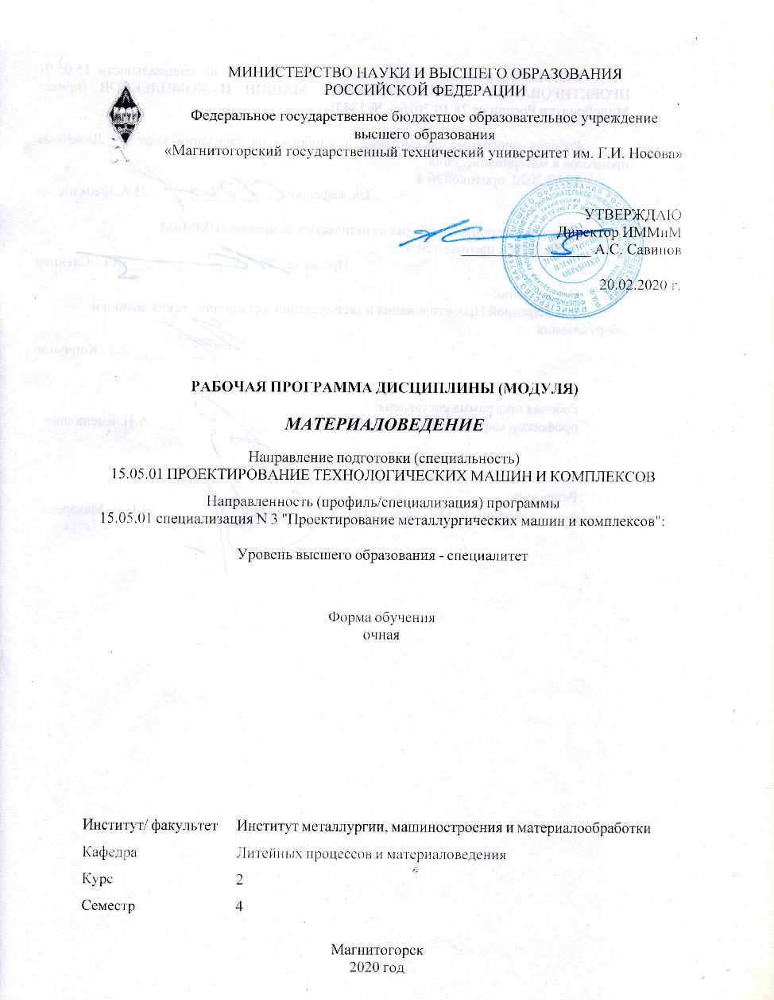 МИНИСТЕРСТВО НАУКИ И ВЫСШЕГО ОБРАЗОВАНИЯ
РОССИЙСКОЙ ФЕДЕРАЦИИ
МГТУ
Федеральное государственное бюджетное образовательное учреждение
высшего образования
«Магнитогорский государственный технический университет им. Г.И. Носова»
УТВЕРЖДАЮ
Директор ИММиМ
А.С. Савинов
20.02.2020 г.
РАБОЧАЯ ПРОГРАММА ДИСЦИПЛИНЫ (МОДУЛЯ)
МАТЕРИАЛОВЕДЕНИЕ
Направление подготовки (специальность)
15.05.01 ПРОЕКТИРОВАНИЕ ТЕХНОЛОГИЧЕСКИХ МАШИН И КОМПЛЕКСОВ
Направленность (профиль/специализация) программы
15.05.01 специализация N 3 "Проектирование металлургических машин и комплексов":
Уровень высшего образования - специалитет
Форма обучения
очная
Институт/ факультет Институт металлургии, машиностроения и материалообработки
Кафедра Литейных процессов и материаловедения
Курс 2
Семестр 4
Магнитогорск
2020 год